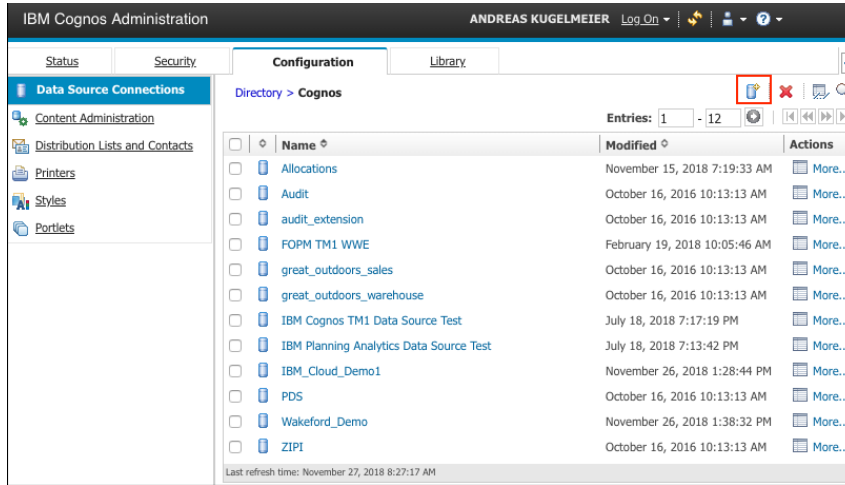 IBM Cognos Administration ANDREAS KUGELMEIER Log On
Status Security Configuration Library
Data Source Connections
Content Administration
Distribution Lists and Contacts
Printers
Styles
Portlets
Directory > Cognos
Entries: 1 - 12
Name Modified Actions
Allocations November 15, 2018 7:19:33 AM More..
Audit October 16, 2016 10:13:13 AM More..
audit_extension October 16, 2016 10:13:13 AM More..
FOPM TM1 WWE February 19, 2018 10:05:46 AM More..
great_outdoors_sales October 16, 2016 10:13:13 AM More..
great_outdoors_warehouse October 16, 2016 10:13:13 AM More..
IBM Cognos TM1 Data Source Test July 18, 2018 7:17:19 PM More..
IBM Planning Analytics Data Source Test July 18, 2018 7:13:42 PM More..
IBM_Cloud_Demo1 November 26, 2018 1:28:44 PM More..
PDS October 16, 2016 10:13:13 AM More..
Wakeford_Demo November 26, 2018 1:38:32 PM More..
ZIPI October 16, 2016 10:13:13 AM More..
Last refresh time: November 27, 2018 8:27:17 AM